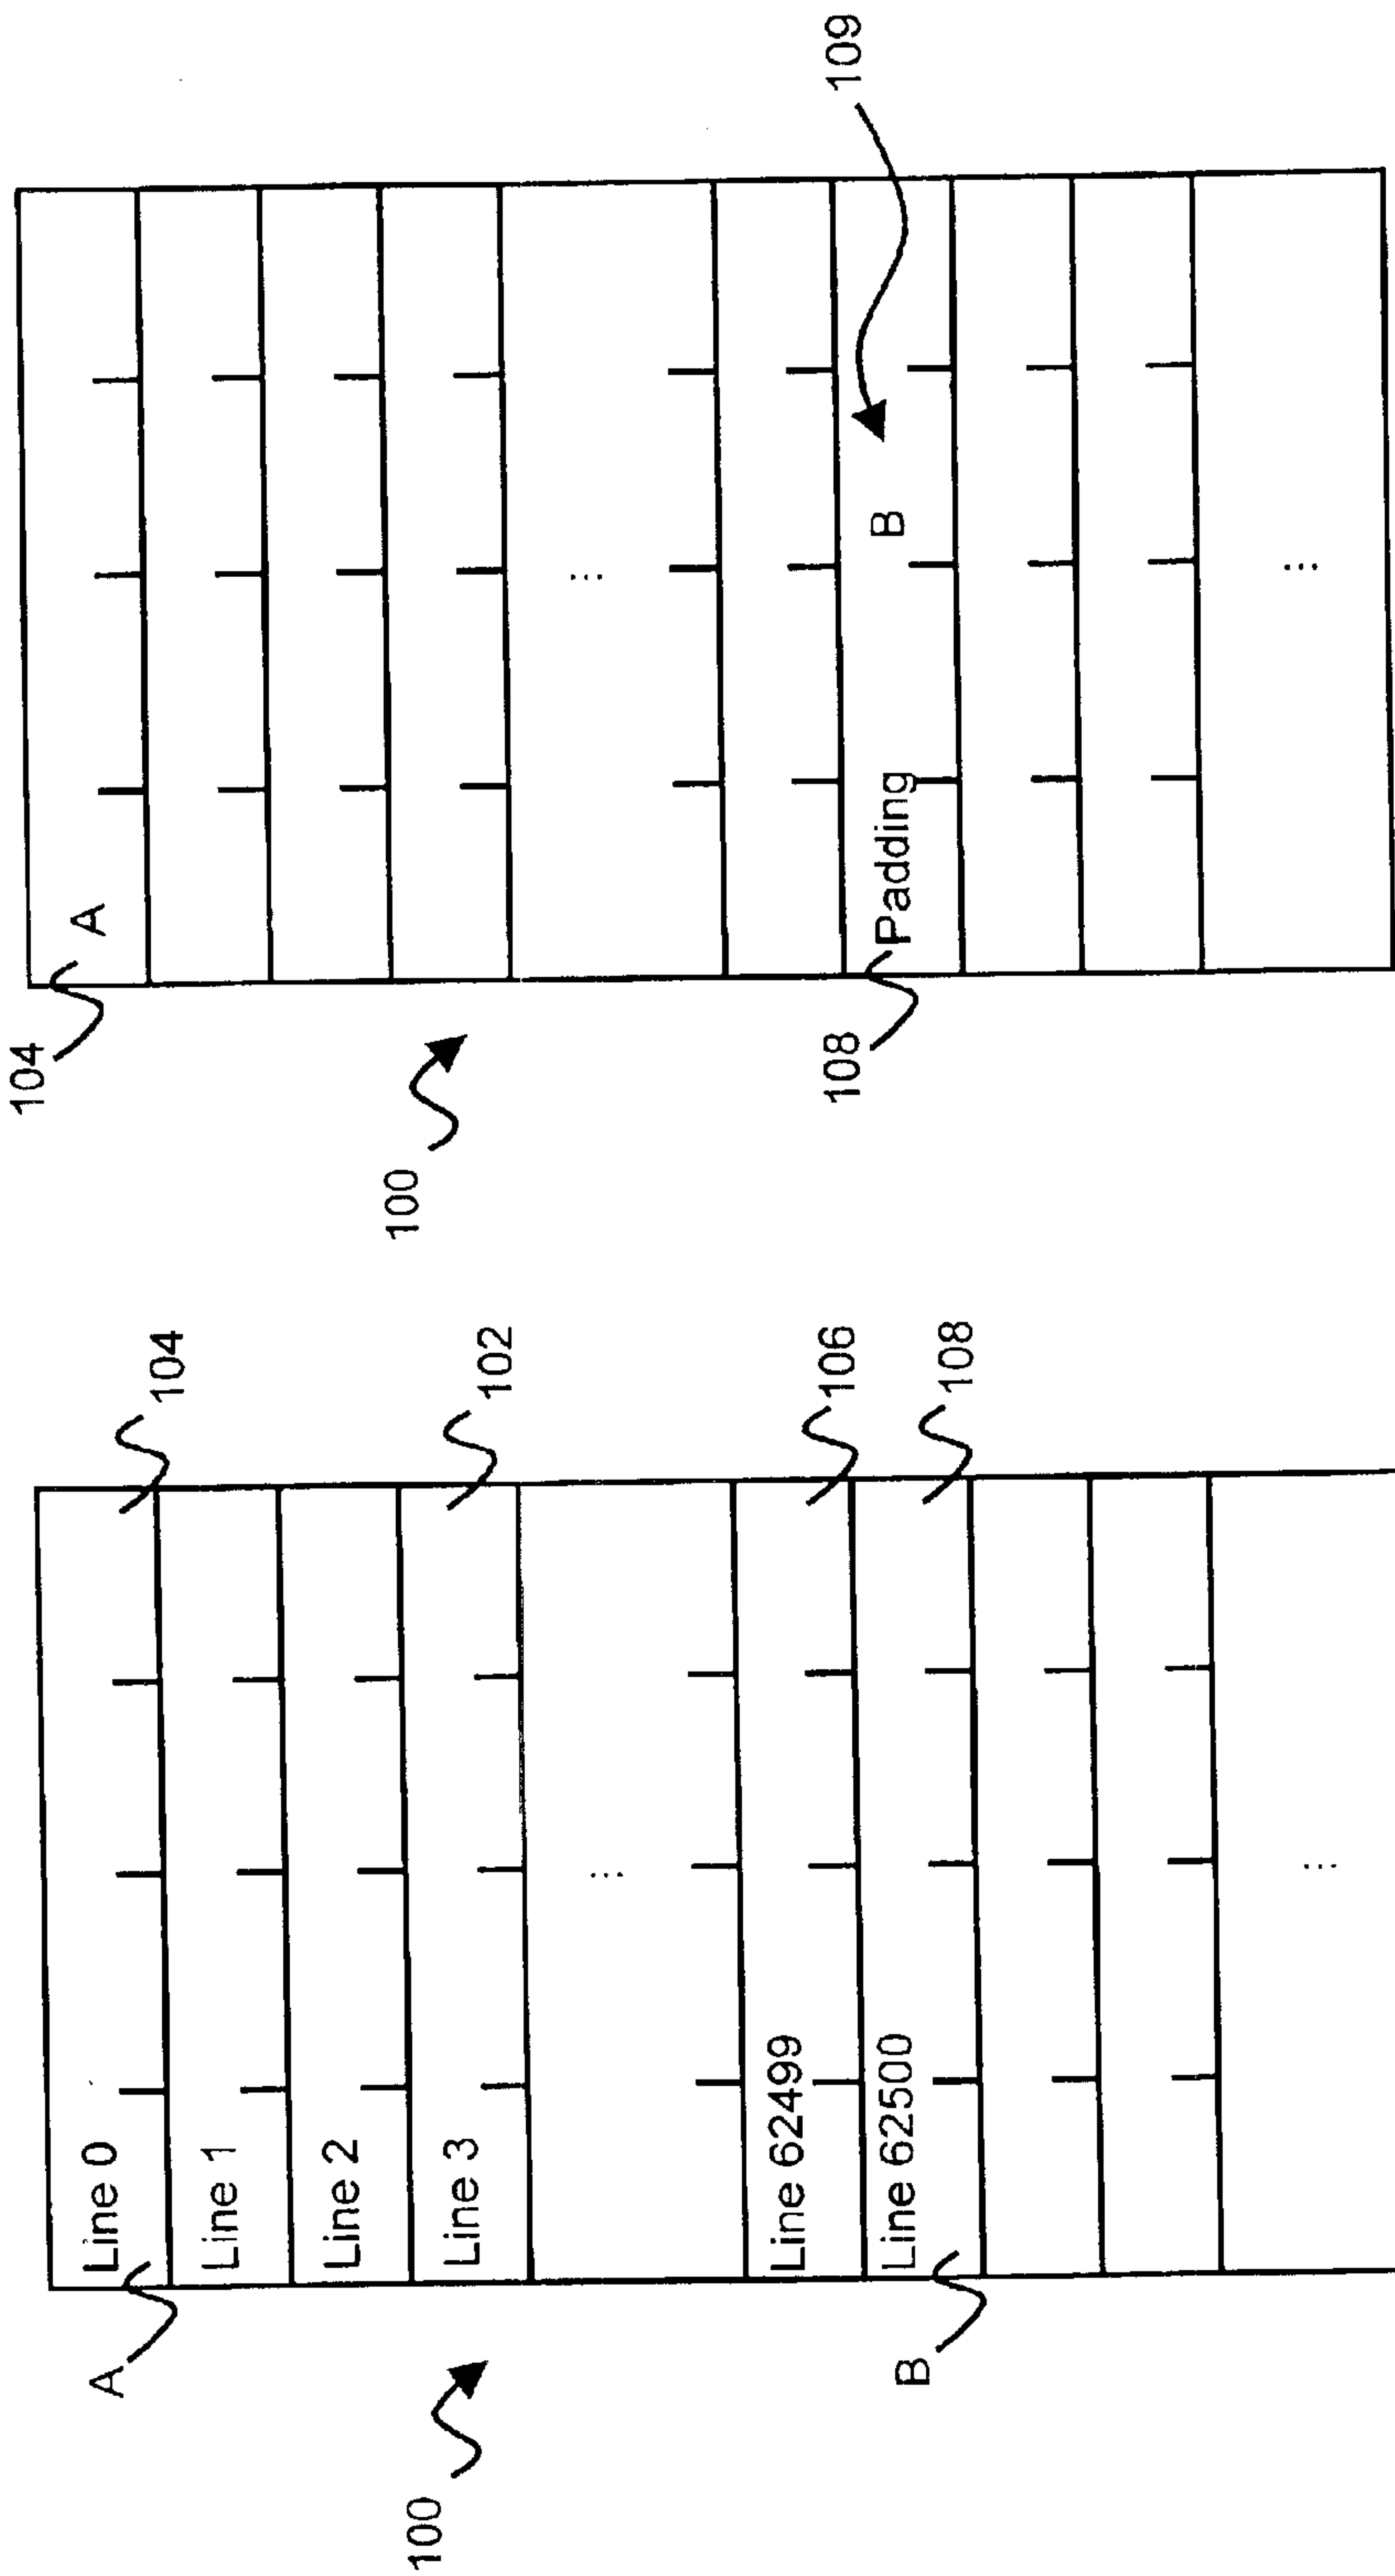 A
Line 0
104
Line 1
Line 2
Line 3
102
100
...
Line 62499
106
B
Line 62500
108
...
104
A
100
...
108
Padding
B
109
...